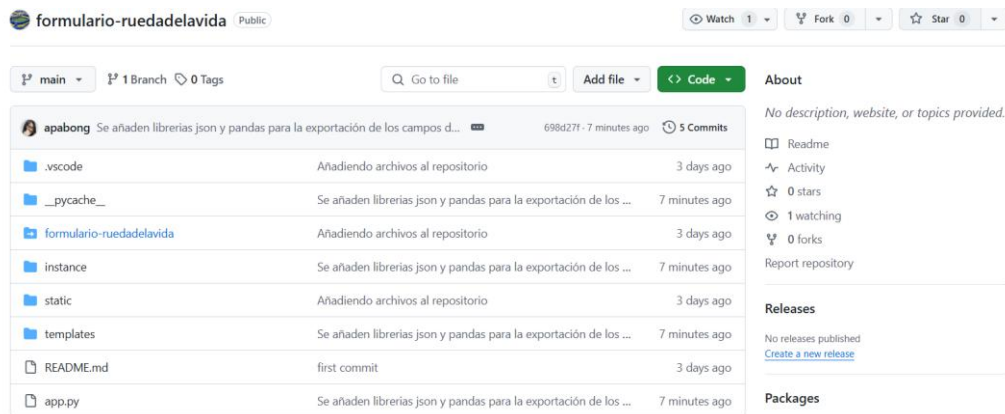 formulario-ruedadelavida Public
Watch 1 Fork 0 Star 0
main 1 Branch 0 Tags Go to file t Add file <> Code
apabong Se añaden librerias json y pandas para la exportación de los campos d... 698d27f · 7 minutes ago 5 Commits
.vscode Añadiendo archivos al repositorio 3 days ago
__pycache__ Se añaden librerias json y pandas para la exportación de los ... 7 minutes ago
formulario-ruedadelavida Añadiendo archivos al repositorio 3 days ago
instance Se añaden librerias json y pandas para la exportación de los ... 7 minutes ago
static Añadiendo archivos al repositorio 3 days ago
templates Se añaden librerias json y pandas para la exportación de los ... 7 minutes ago
README.md first commit 3 days ago
app.py Se añaden librerias json y pandas para la exportación de los ... 7 minutes ago
About
No description, website, or topics provided.
Readme
Activity
0 stars
1 watching
0 forks
Report repository
Releases
No releases published
Create a new release
Packages